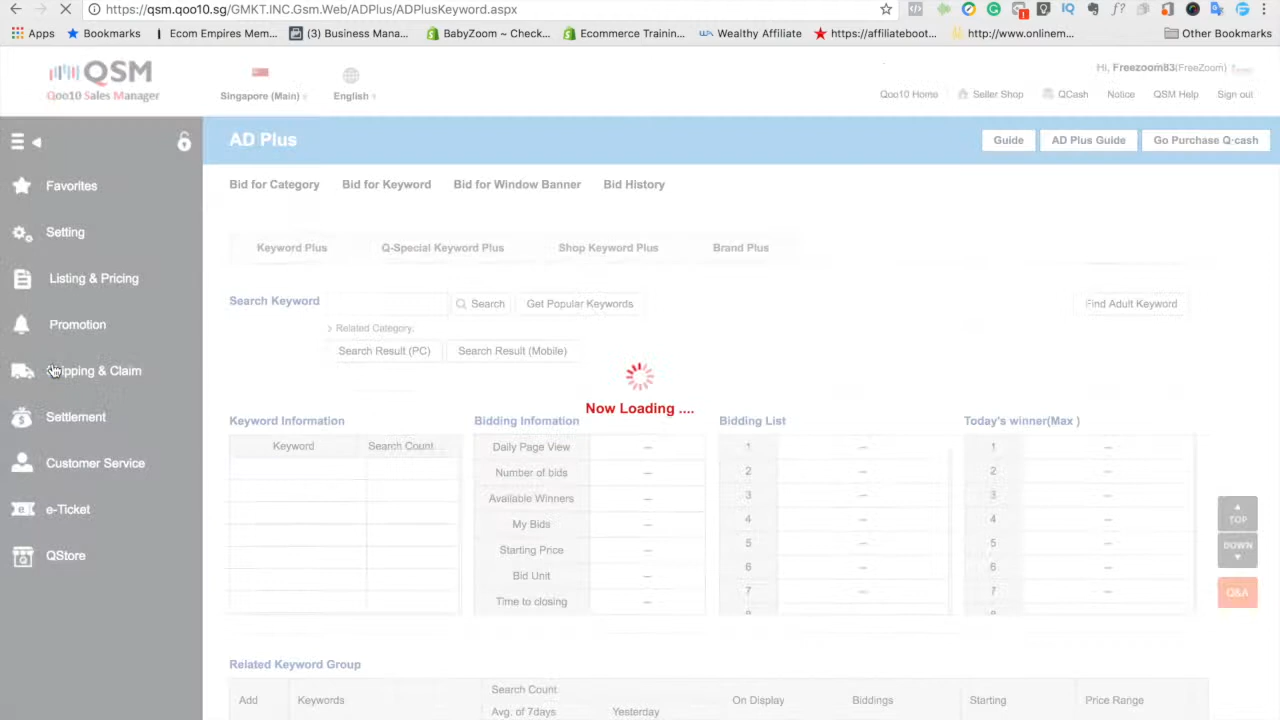 https://qsm.qoo10.sg/GMKT.INC.Gsm.Web/ADPlus/ADPlusKeyword.aspx
Apps Bookmarks Ecom Empires Mem... (3) Business Mana... BabyZoom ~ Check... Ecommerce Trainin... Wealthy Affiliate https://affiliateboot... http://www.onlinem... Other Bookmarks
QSM
Qoo10 Sales Manager
Singapore (Main)
English
Hi, Freezoom83(FreeZoom)
Qoo10 Home Seller Shop QCash Notice QSM Help Sign out
AD Plus
Guide AD Plus Guide Go Purchase Q-cash
Favorites
Setting
Listing & Pricing
Promotion
Shipping & Claim
Settlement
Customer Service
e-Ticket
QStore
Bid for Category Bid for Keyword Bid for Window Banner Bid History
Keyword Plus Q-Special Keyword Plus Shop Keyword Plus Brand Plus
Search Keyword Search Get Popular Keywords Find Adult Keyword
> Related Category:
Search Result (PC) Search Result (Mobile)
Now Loading ....
Keyword Information Bidding Infomation Bidding List Today's winner(Max )
Keyword Search Count... Daily Page View — 1 — 1 —
Number of bids — 2 — 2 —
Available Winners — 3 — 3 —
My Bids — 4 — 4 —
Starting Price — 5 — 5 —
Bid Unit — 6 — 6 —
Time to closing — 7 — 7 —
TOP
DOWN
Q&A
Related Keyword Group
Add Keywords Search Count On Display Biddings Starting Price Range
Avg. of 7days Yesterday